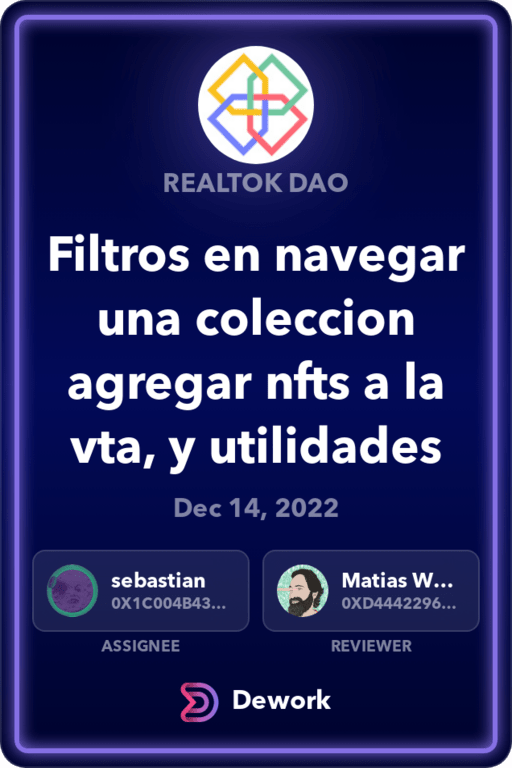 REALTOK DAO
Filtros en navegar
una coleccion
agregar nfts a la
vta, y utilidades
Dec 14, 2022
sebastian
0X1C004B43...
ASSIGNEE
Matias W...
0XD4442296...
REVIEWER
Dework